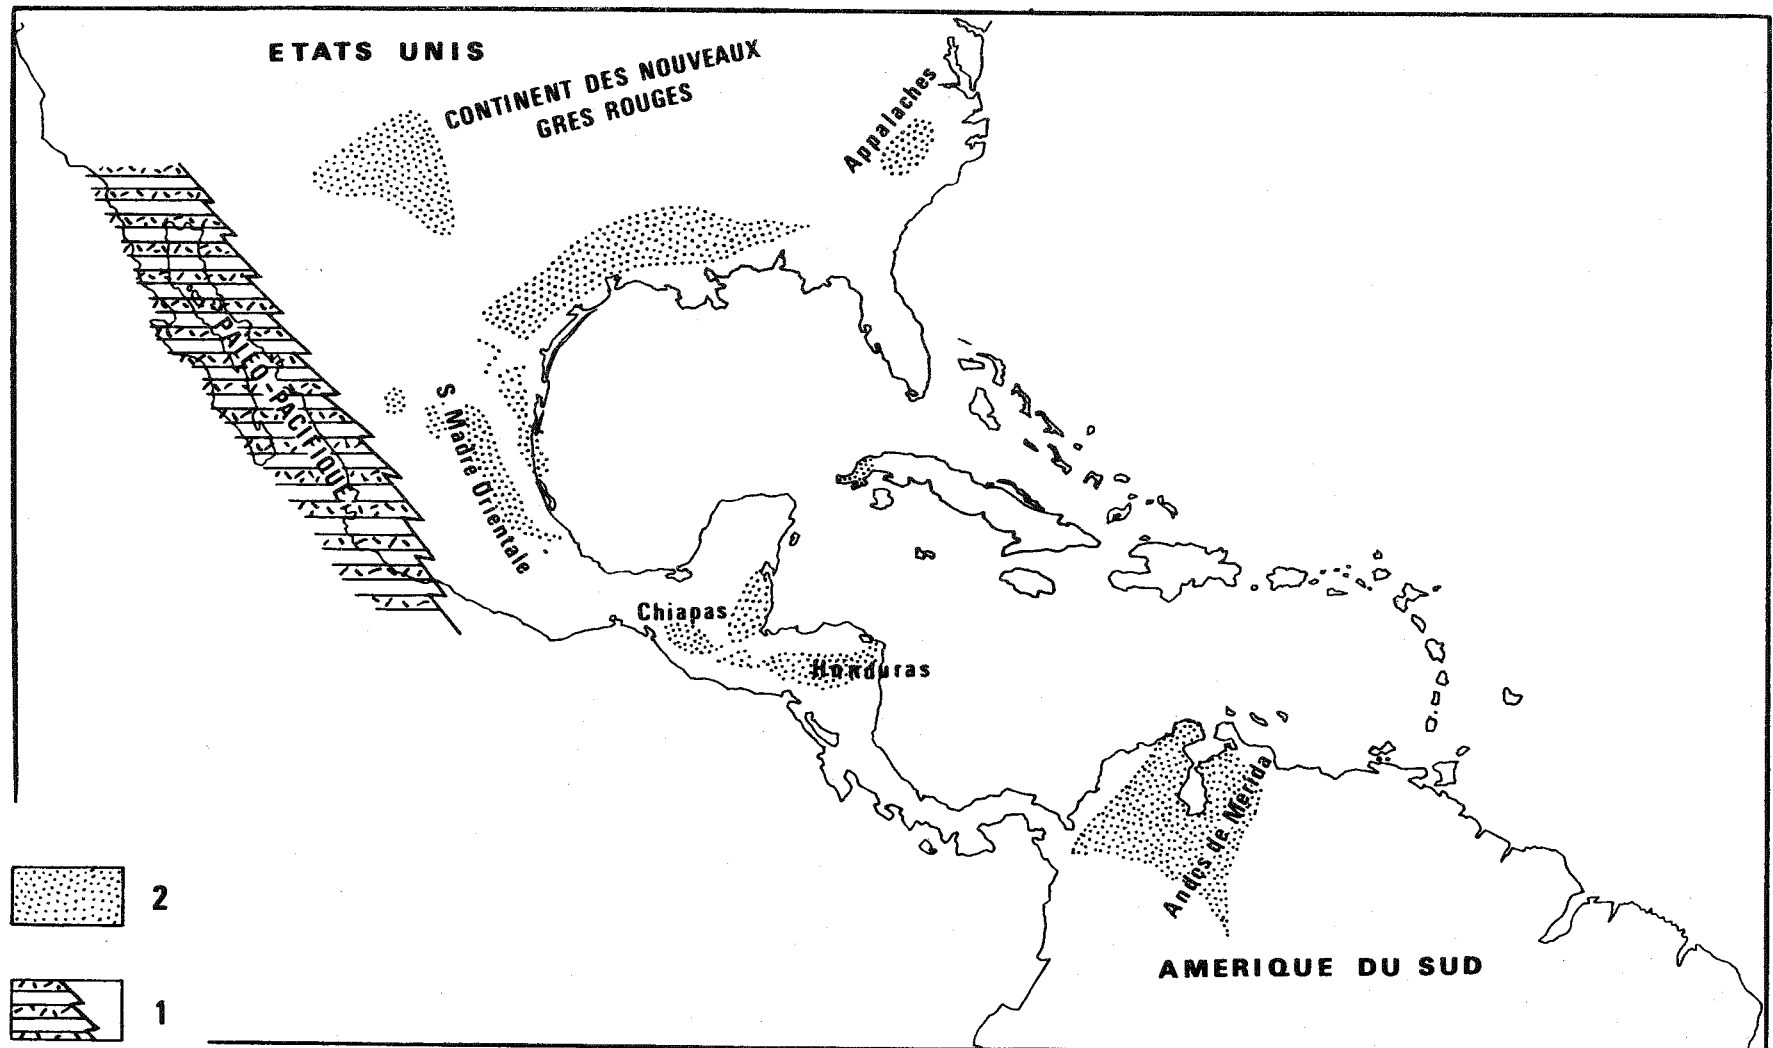 ETATS UNIS
CONTINENT DES NOUVEAUX
GRES ROUGES
Appalaches
PALEO-PACIFIQUE
S. Madre Orientale
Chiapas
Honduras
Andes de Merida
AMERIQUE DU SUD
2
1